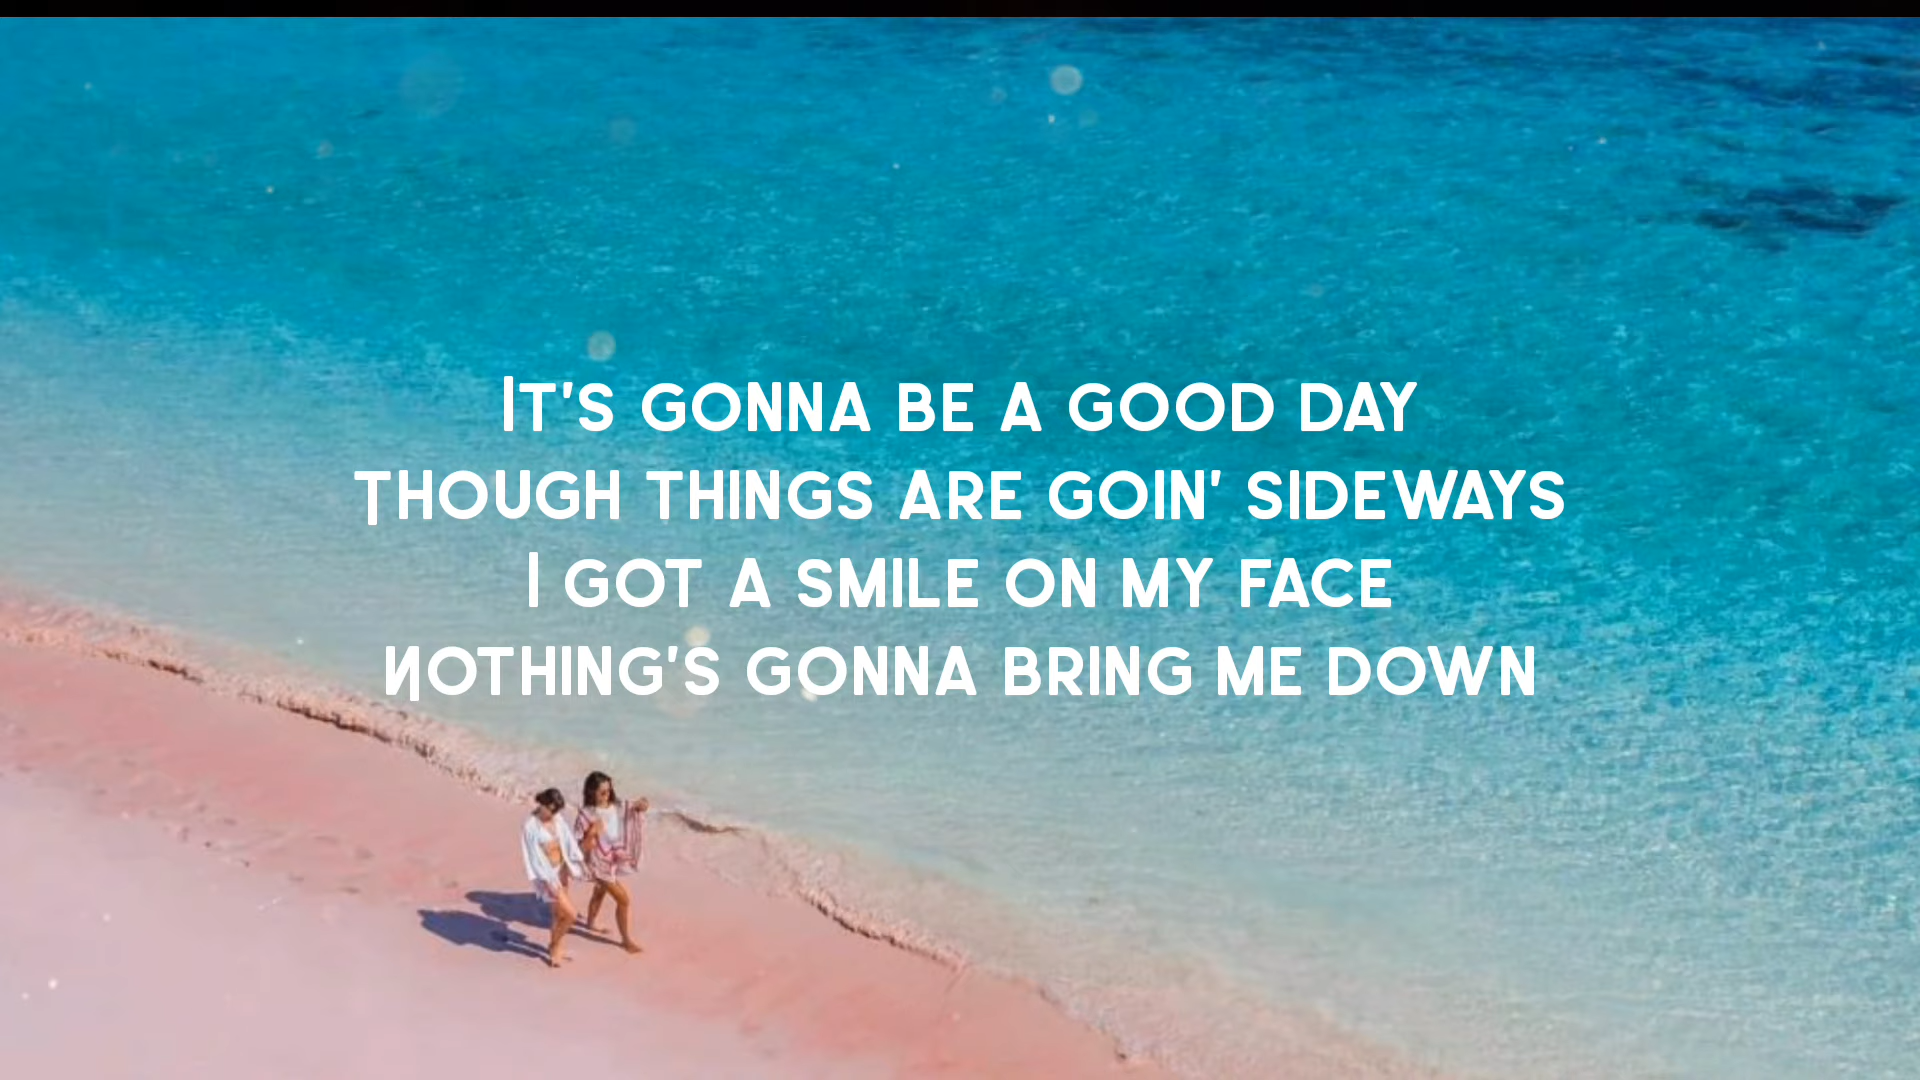 It's gonna be a good day
Though things are goin' sideways
I got a smile on my face
Nothing's gonna bring me down